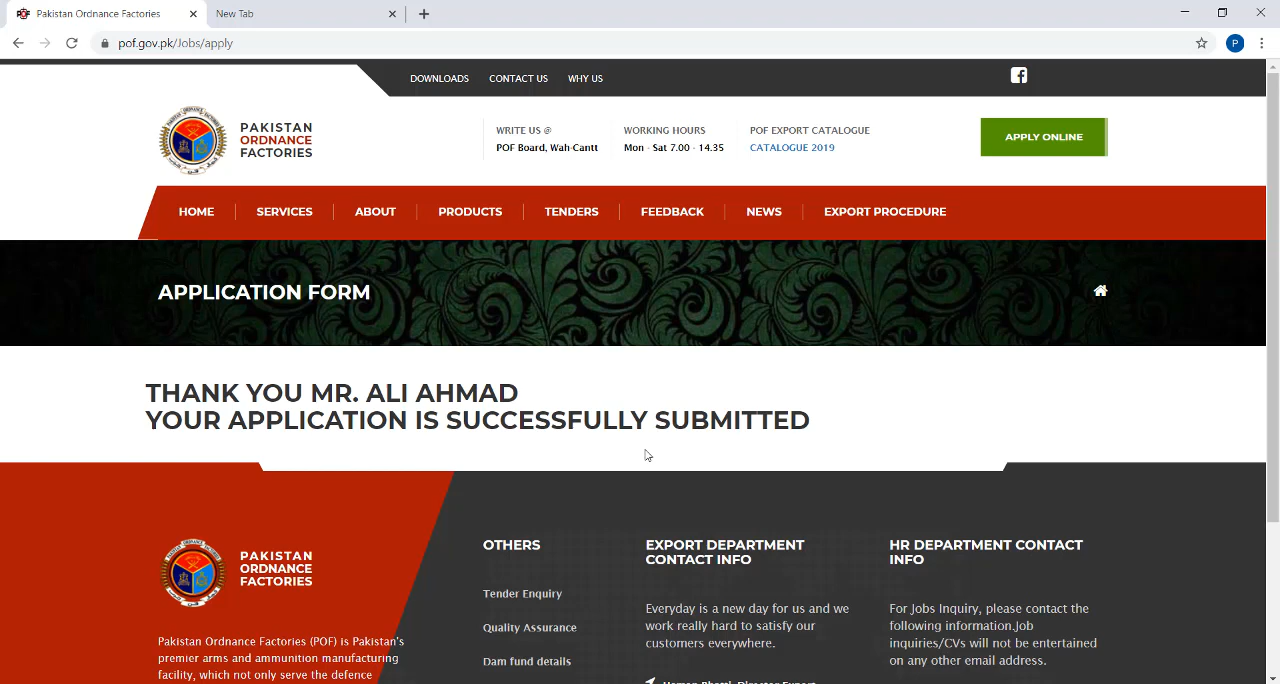 Pakistan Ordnance Factories
New Tab
pof.gov.pk/Jobs/apply
P
DOWNLOADS CONTACT US WHY US
PAKISTAN
ORDNANCE
FACTORIES
WRITE US @
POF Board, Wah-Cantt
WORKING HOURS
Mon - Sat 7.00 - 14.35
POF EXPORT CATALOGUE
CATALOGUE 2019
APPLY ONLINE
HOME SERVICES ABOUT PRODUCTS TENDERS FEEDBACK NEWS EXPORT PROCEDURE
APPLICATION FORM
THANK YOU MR. ALI AHMAD
YOUR APPLICATION IS SUCCESSFULLY SUBMITTED
PAKISTAN
ORDNANCE
FACTORIES
Pakistan Ordnance Factories (POF) is Pakistan's
premier arms and ammunition manufacturing
facility, which not only serve the defence
OTHERS
Tender Enquiry
Quality Assurance
Dam fund details
EXPORT DEPARTMENT
CONTACT INFO
Everyday is a new day for us and we
work really hard to satisfy our
customers everywhere.
HR DEPARTMENT CONTACT
INFO
For Jobs Inquiry, please contact the
following information.Job
inquiries/CVs will not be entertained
on any other email address.